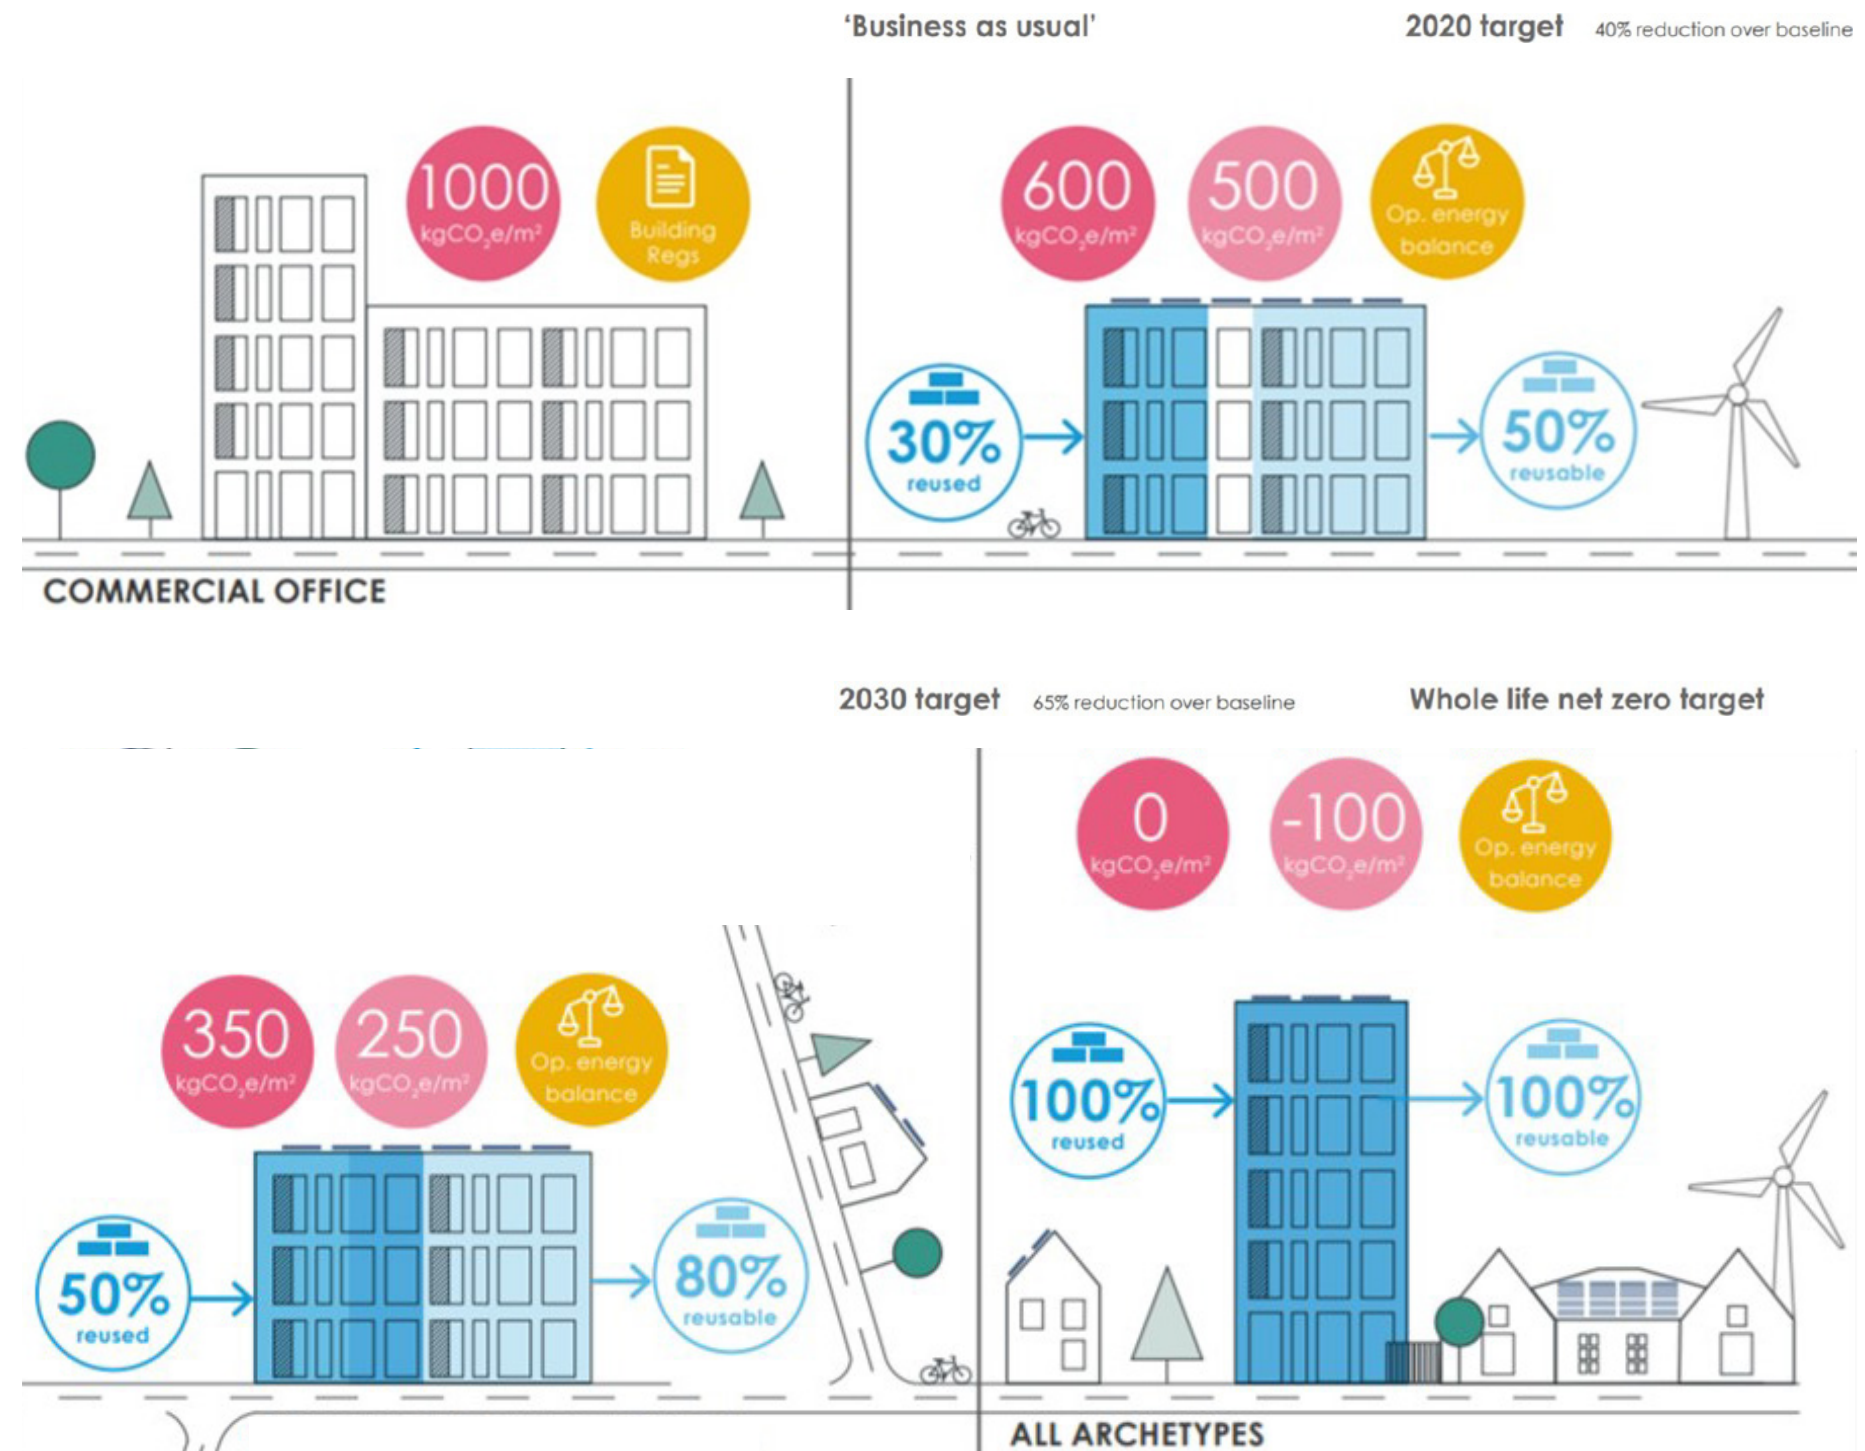 ‘Business as usual’
2020 target 40% reduction over baseline
1000
kgCO₂e/m²
Building
Regs
600
kgCO₂e/m²
500
kgCO₂e/m²
Op. energy
balance
30%
reused
50%
reusable
COMMERCIAL OFFICE
2030 target 65% reduction over baseline
Whole life net zero target
350
kgCO₂e/m²
250
kgCO₂e/m²
Op. energy
balance
50%
reused
80%
reusable
0
kgCO₂e/m²
-100
kgCO₂e/m²
Op. energy
balance
100%
reused
100%
reusable
ALL ARCHETYPES